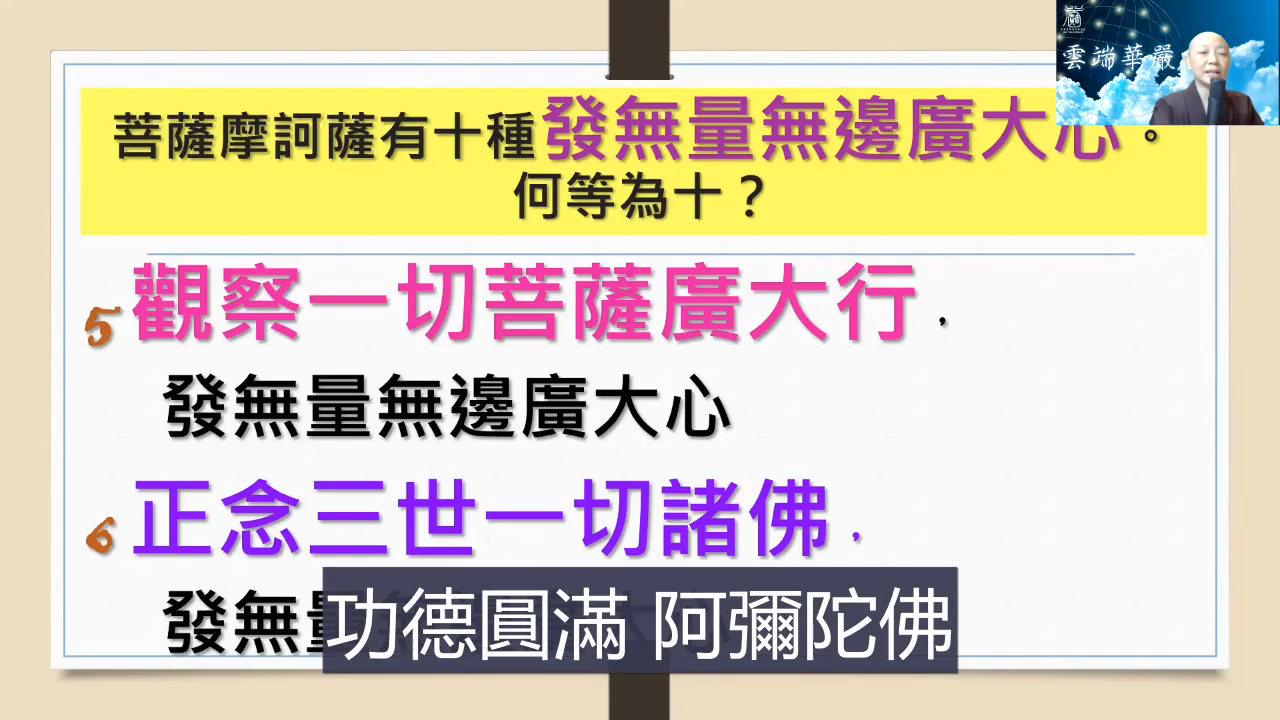 雲端華嚴
菩薩摩訶薩有十種發無量無邊廣大心。
何等為十？
5 觀察一切菩薩廣大行，
發無量無邊廣大心
6 正念三世一切諸佛，
發無量
功德圓滿 阿彌陀佛